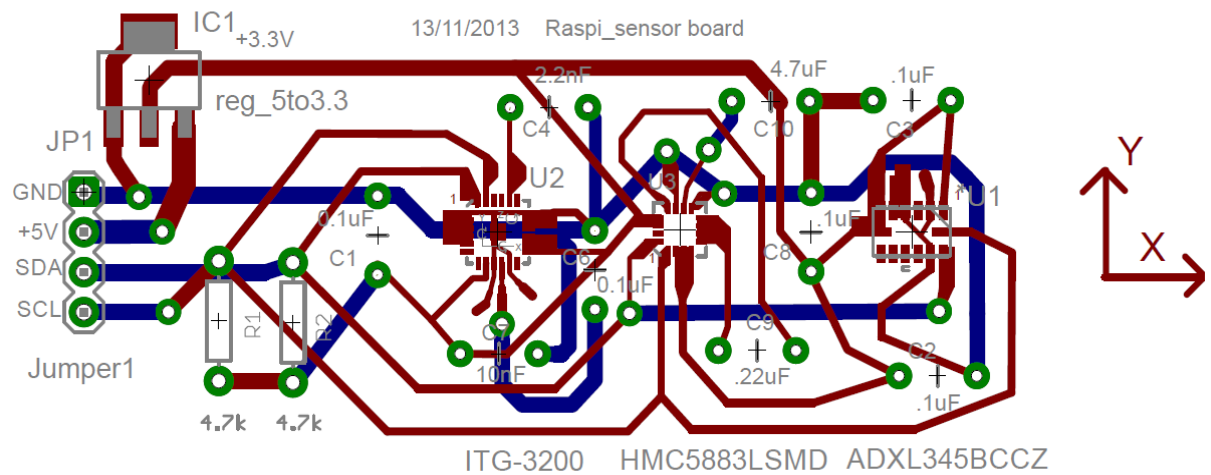 IC1
+3.3V
13/11/2013 Raspi_sensor board
reg_5to3.3
2.2nF
4.7uF
.1uF
C4
C10
C3
JP1
GND
+5V
SDA
SCL
Jumper1
U2
U3
U1
1
0.1uF
C1
C6
0.1uF
.1uF
C8
R1
R2
C7
10nF
C9
.22uF
C2
.1uF
4.7k
4.7k
ITG-3200
HMC5883LSMD
ADXL345BCCZ
Y
X